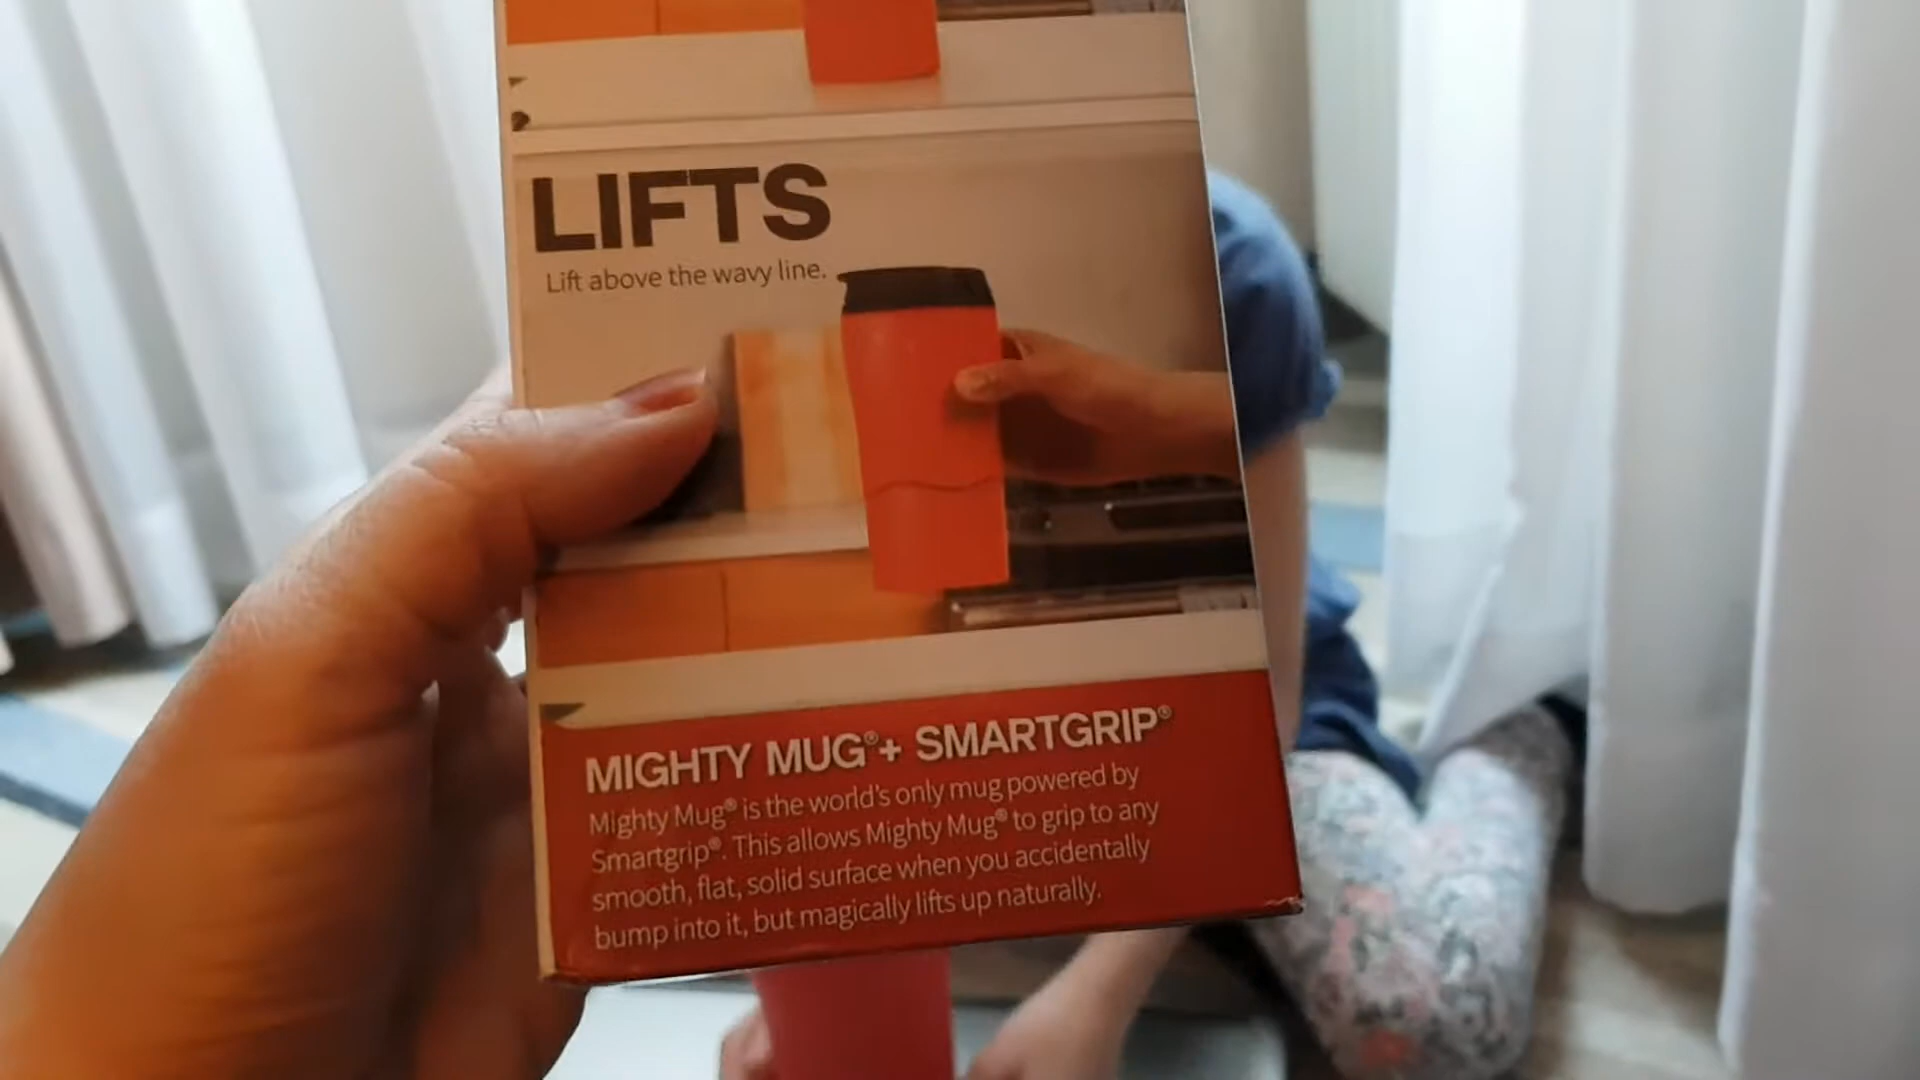 LIFTS
Lift above the wavy line.
MIGHTY MUG®+ SMARTGRIP®
Mighty Mug® is the world's only mug powered by
Smartgrip®. This allows Mighty Mug® to grip to any
smooth, flat, solid surface when you accidentally
bump into it, but magically lifts up naturally.